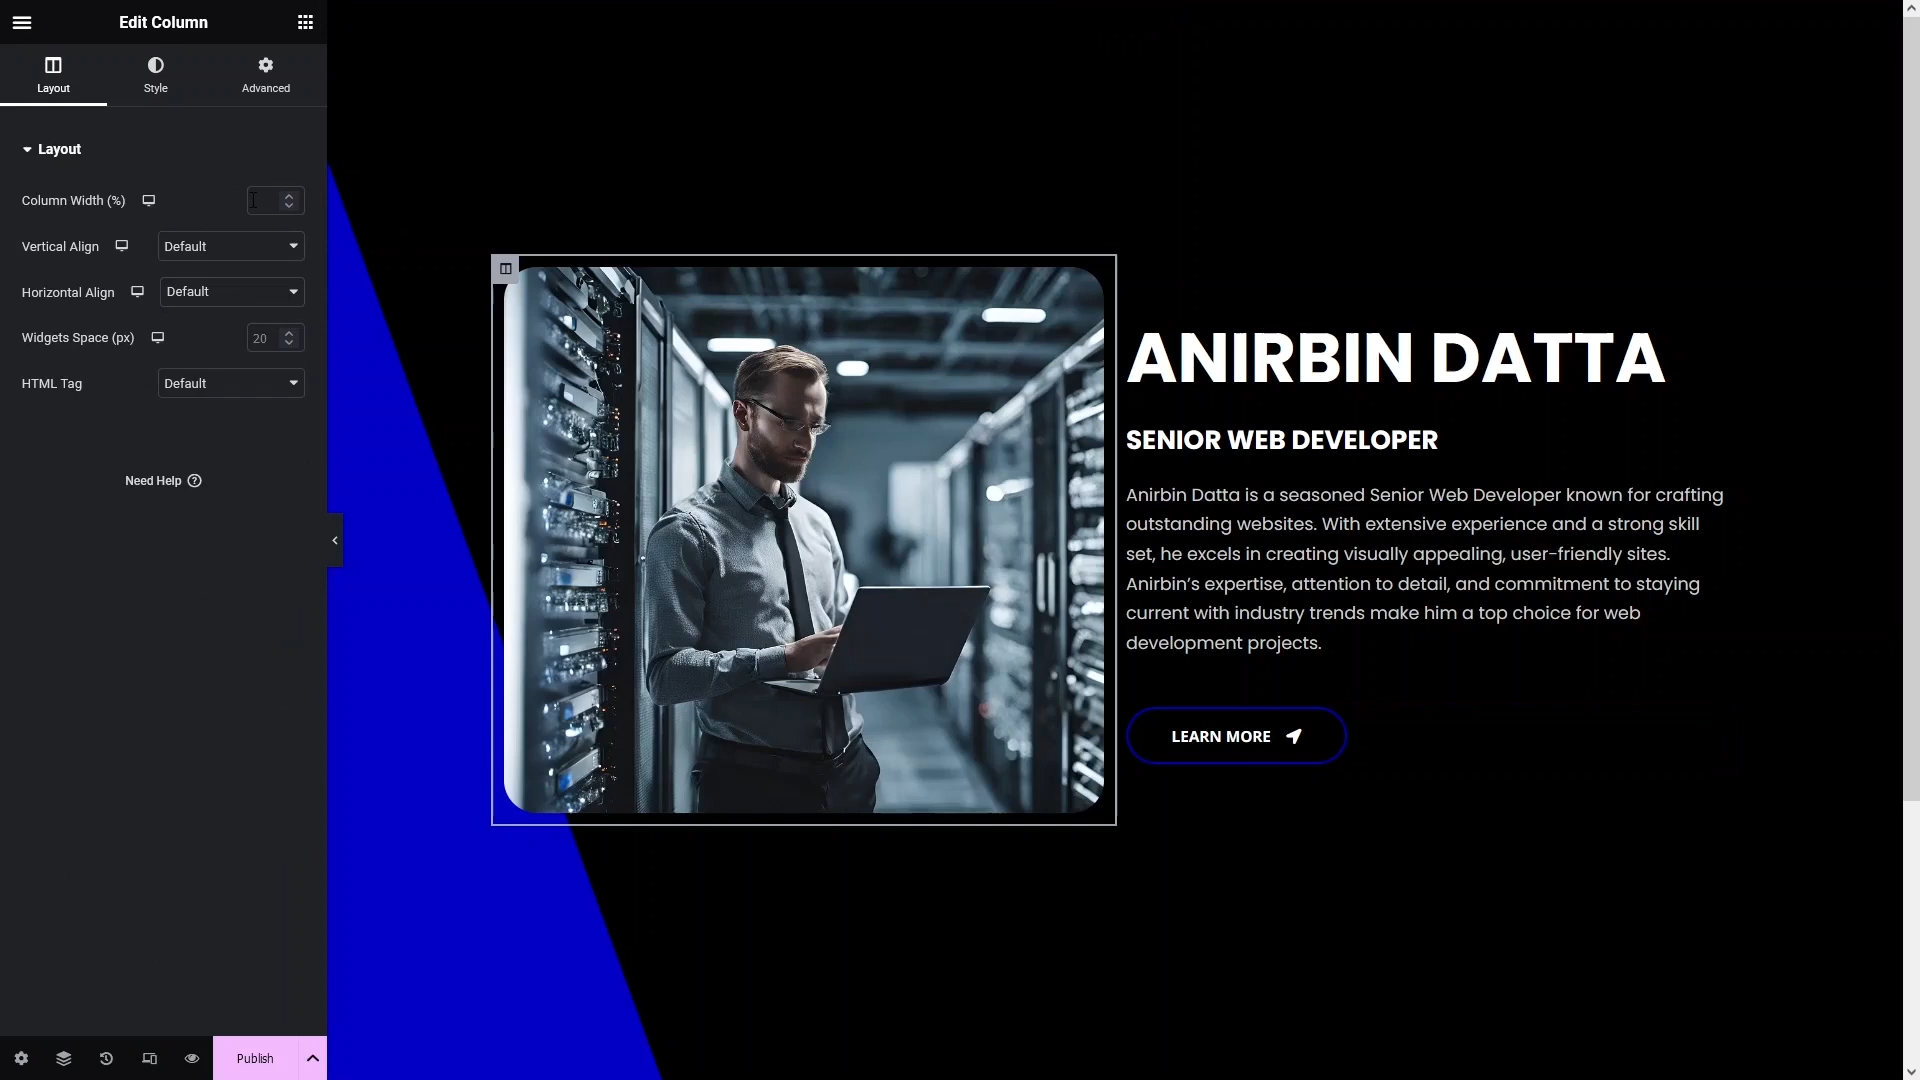 Edit Column
Layout
Style
Advanced
Layout
Column Width (%)
Vertical Align
Default
Horizontal Align
Default
Widgets Space (px)
20
HTML Tag
Default
Need Help
Publish
ANIRBIN DATTA
SENIOR WEB DEVELOPER
Anirbin Datta is a seasoned Senior Web Developer known for crafting
outstanding websites. With extensive experience and a strong skill
set, he excels in creating visually appealing, user-friendly sites.
Anirbin’s expertise, attention to detail, and commitment to staying
current with industry trends make him a top choice for web
development projects.
LEARN MORE